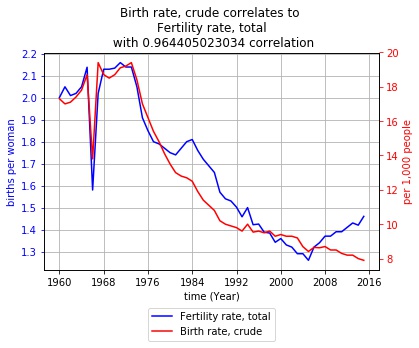 Birth rate, crude correlates to
Fertility rate, total
with 0.964405023034 correlation
2.2
2.1
2.0
1.9
1.8
1.7
1.6
1.5
1.4
1.3
births per woman
20
18
16
14
12
10
8
per 1,000 people
1960 1968 1976 1984 1992 2000 2008 2016
time (Year)
Fertility rate, total
Birth rate, crude